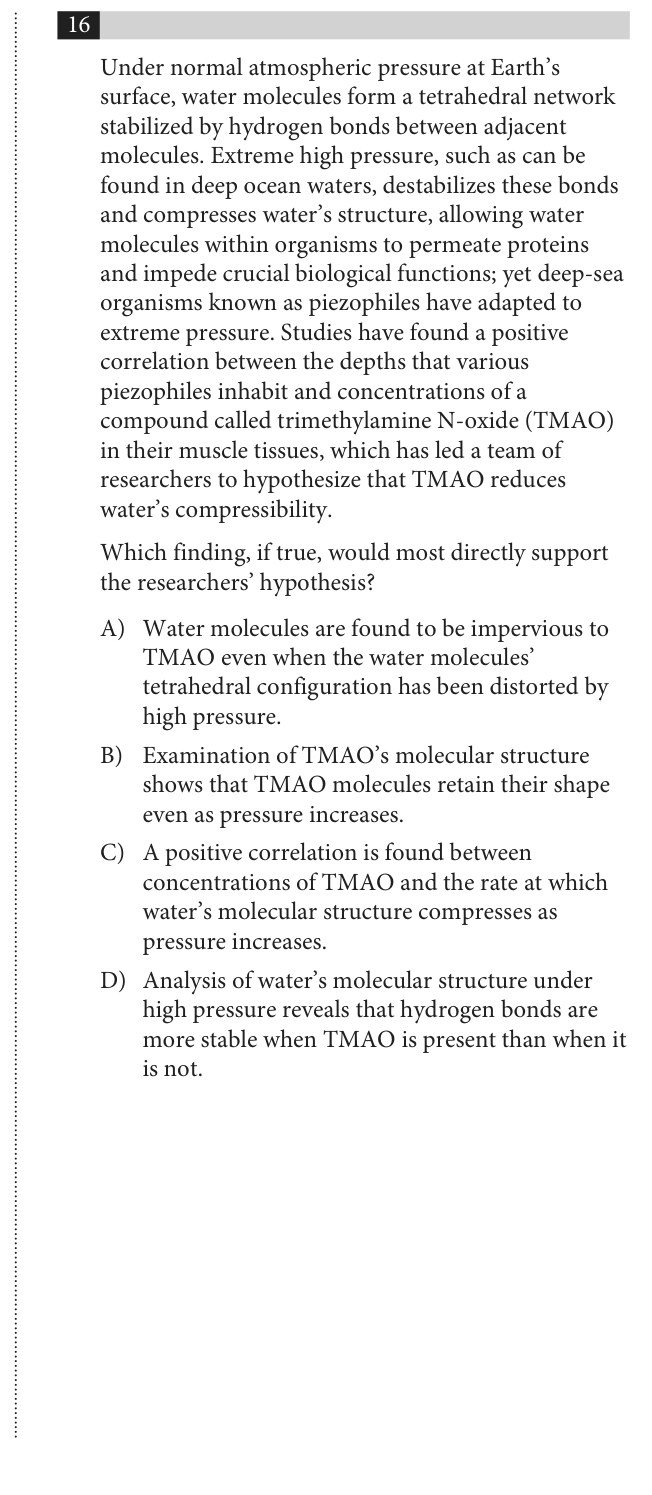 16
Under normal atmospheric pressure at Earth’s
surface, water molecules form a tetrahedral network
stabilized by hydrogen bonds between adjacent
molecules. Extreme high pressure, such as can be
found in deep ocean waters, destabilizes these bonds
and compresses water’s structure, allowing water
molecules within organisms to permeate proteins
and impede crucial biological functions; yet deep-sea
organisms known as piezophiles have adapted to
extreme pressure. Studies have found a positive
correlation between the depths that various
piezophiles inhabit and concentrations of a
compound called trimethylamine N-oxide (TMAO)
in their muscle tissues, which has led a team of
researchers to hypothesize that TMAO reduces
water’s compressibility.
Which finding, if true, would most directly support
the researchers’ hypothesis?
A) Water molecules are found to be impervious to
TMAO even when the water molecules’
tetrahedral configuration has been distorted by
high pressure.
B) Examination of TMAO’s molecular structure
shows that TMAO molecules retain their shape
even as pressure increases.
C) A positive correlation is found between
concentrations of TMAO and the rate at which
water’s molecular structure compresses as
pressure increases.
D) Analysis of water’s molecular structure under
high pressure reveals that hydrogen bonds are
more stable when TMAO is present than when it
is not.